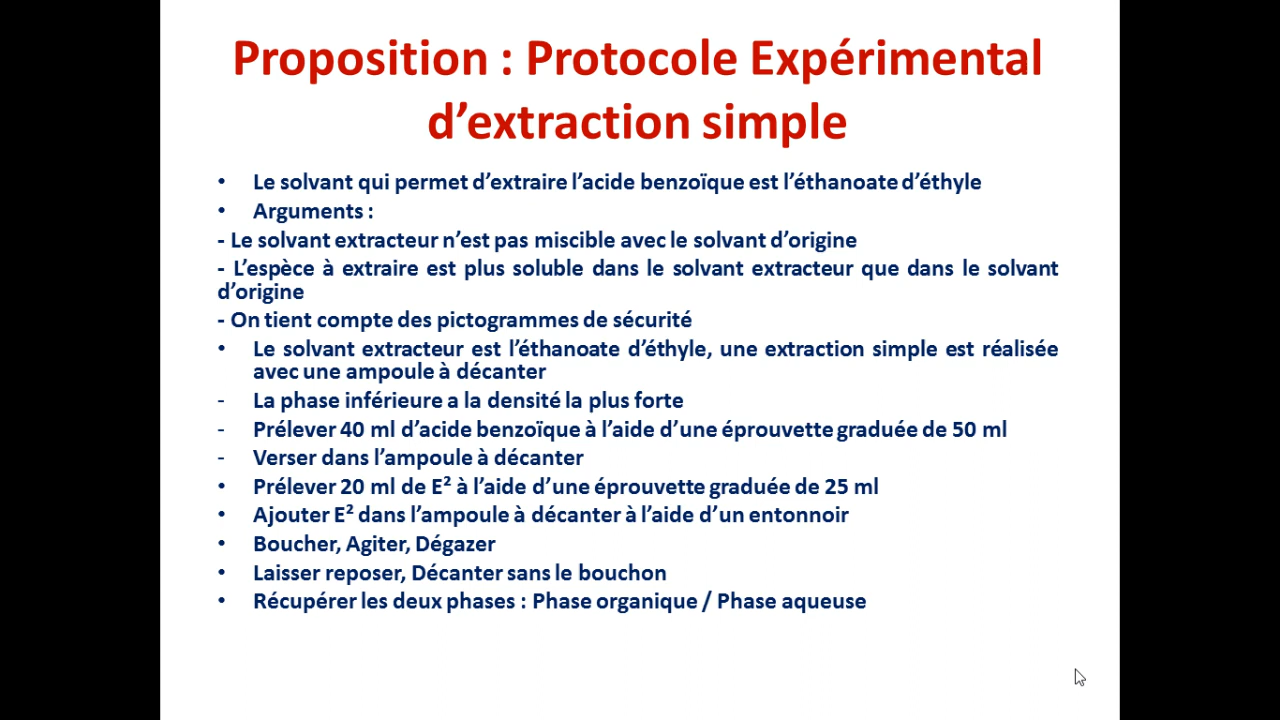 Proposition : Protocole Expérimental
d’extraction simple
• Le solvant qui permet d’extraire l’acide benzoïque est l’éthanoate d’éthyle
• Arguments :
- Le solvant extracteur n’est pas miscible avec le solvant d’origine
- L’espèce à extraire est plus soluble dans le solvant extracteur que dans le solvant
d’origine
- On tient compte des pictogrammes de sécurité
• Le solvant extracteur est l’éthanoate d’éthyle, une extraction simple est réalisée
avec une ampoule à décanter
- La phase inférieure a la densité la plus forte
- Prélever 40 ml d’acide benzoïque à l’aide d’une éprouvette graduée de 50 ml
- Verser dans l’ampoule à décanter
• Prélever 20 ml de E² à l’aide d’une éprouvette graduée de 25 ml
• Ajouter E² dans l’ampoule à décanter à l’aide d’un entonnoir
• Boucher, Agiter, Dégazer
• Laisser reposer, Décanter sans le bouchon
• Récupérer les deux phases : Phase organique / Phase aqueuse